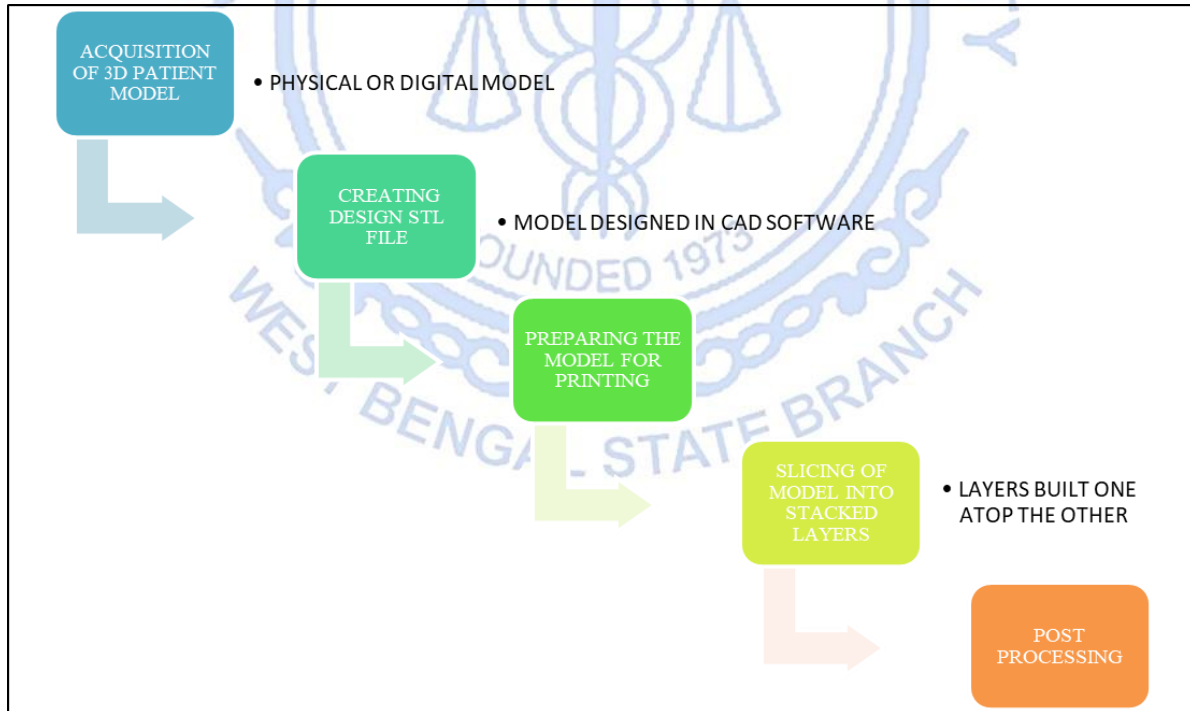 ACQUISITION
OF 3D PATIENT
MODEL
• PHYSICAL OR DIGITAL MODEL
CREATING
DESIGN STL
FILE
• MODEL DESIGNED IN CAD SOFTWARE
PREPARING THE
MODEL FOR
PRINTING
SLICING OF
MODEL INTO
STACKED
LAYERS
• LAYERS BUILT ONE
ATOP THE OTHER
POST
PROCESSING
FOUNDED 1973
WEST BENGAL STATE BRANCH